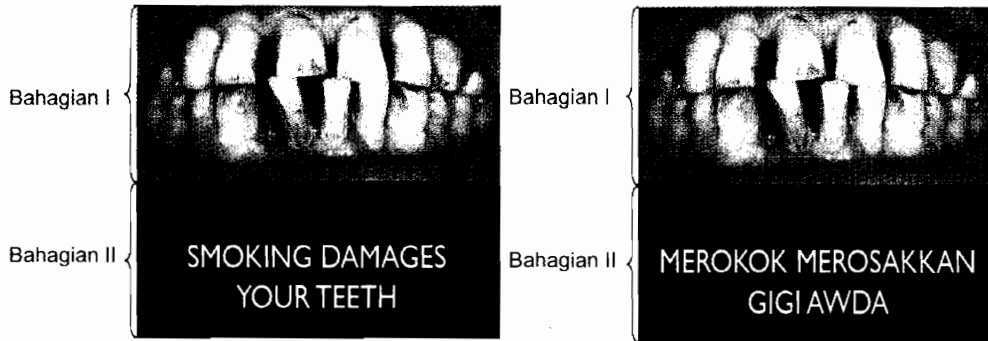 Bahagian I
Bahagian II
SMOKING DAMAGES
YOUR TEETH
Bahagian I
Bahagian II
MEROKOK MEROSAKKAN
GIGI AWDA